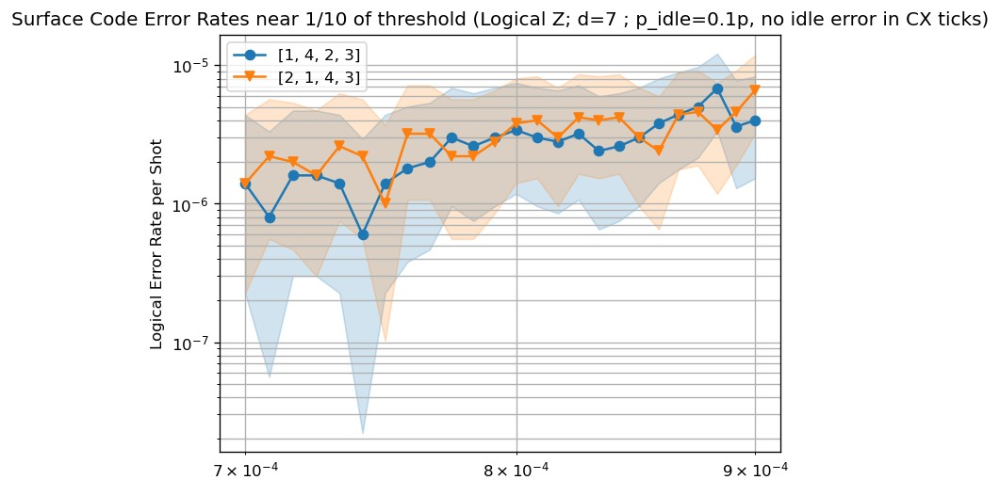 Surface Code Error Rates near 1/10 of threshold (Logical Z; d=7 ; p_idle=0.1p, no idle error in CX ticks)
[1, 4, 2, 3]
[2, 1, 4, 3]
Logical Error Rate per Shot
10⁻⁵
10⁻⁶
10⁻⁷
7 × 10⁻⁴
8 × 10⁻⁴
9 × 10⁻⁴